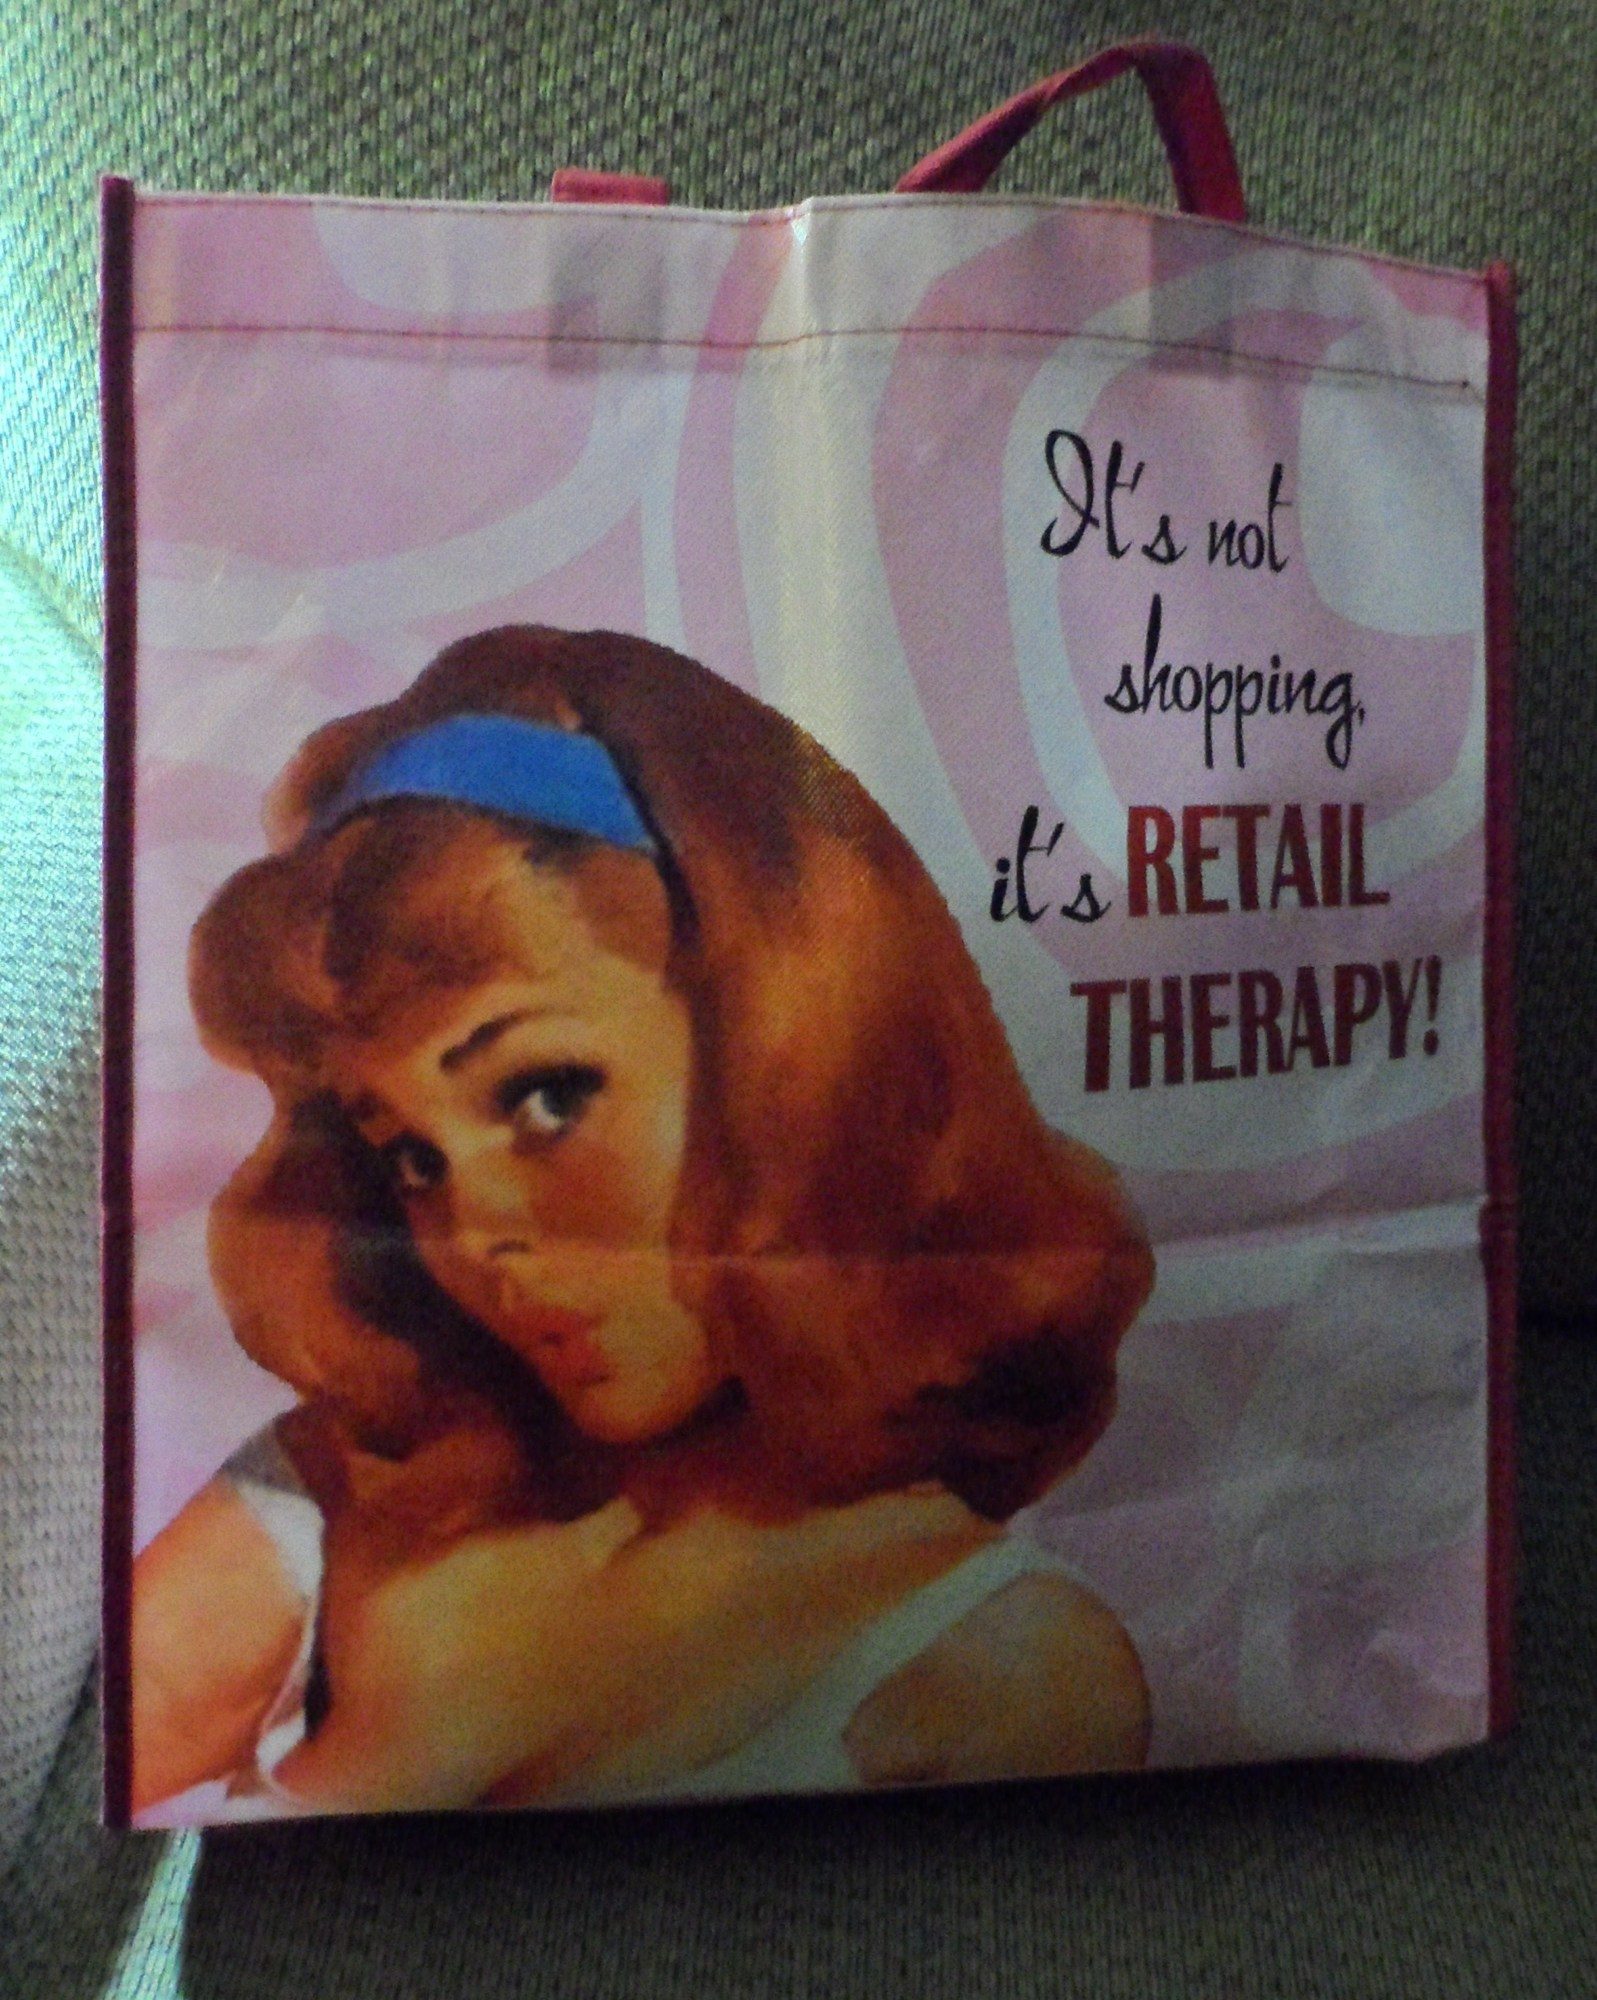 It's not
shopping,
it's RETAIL
THERAPY!